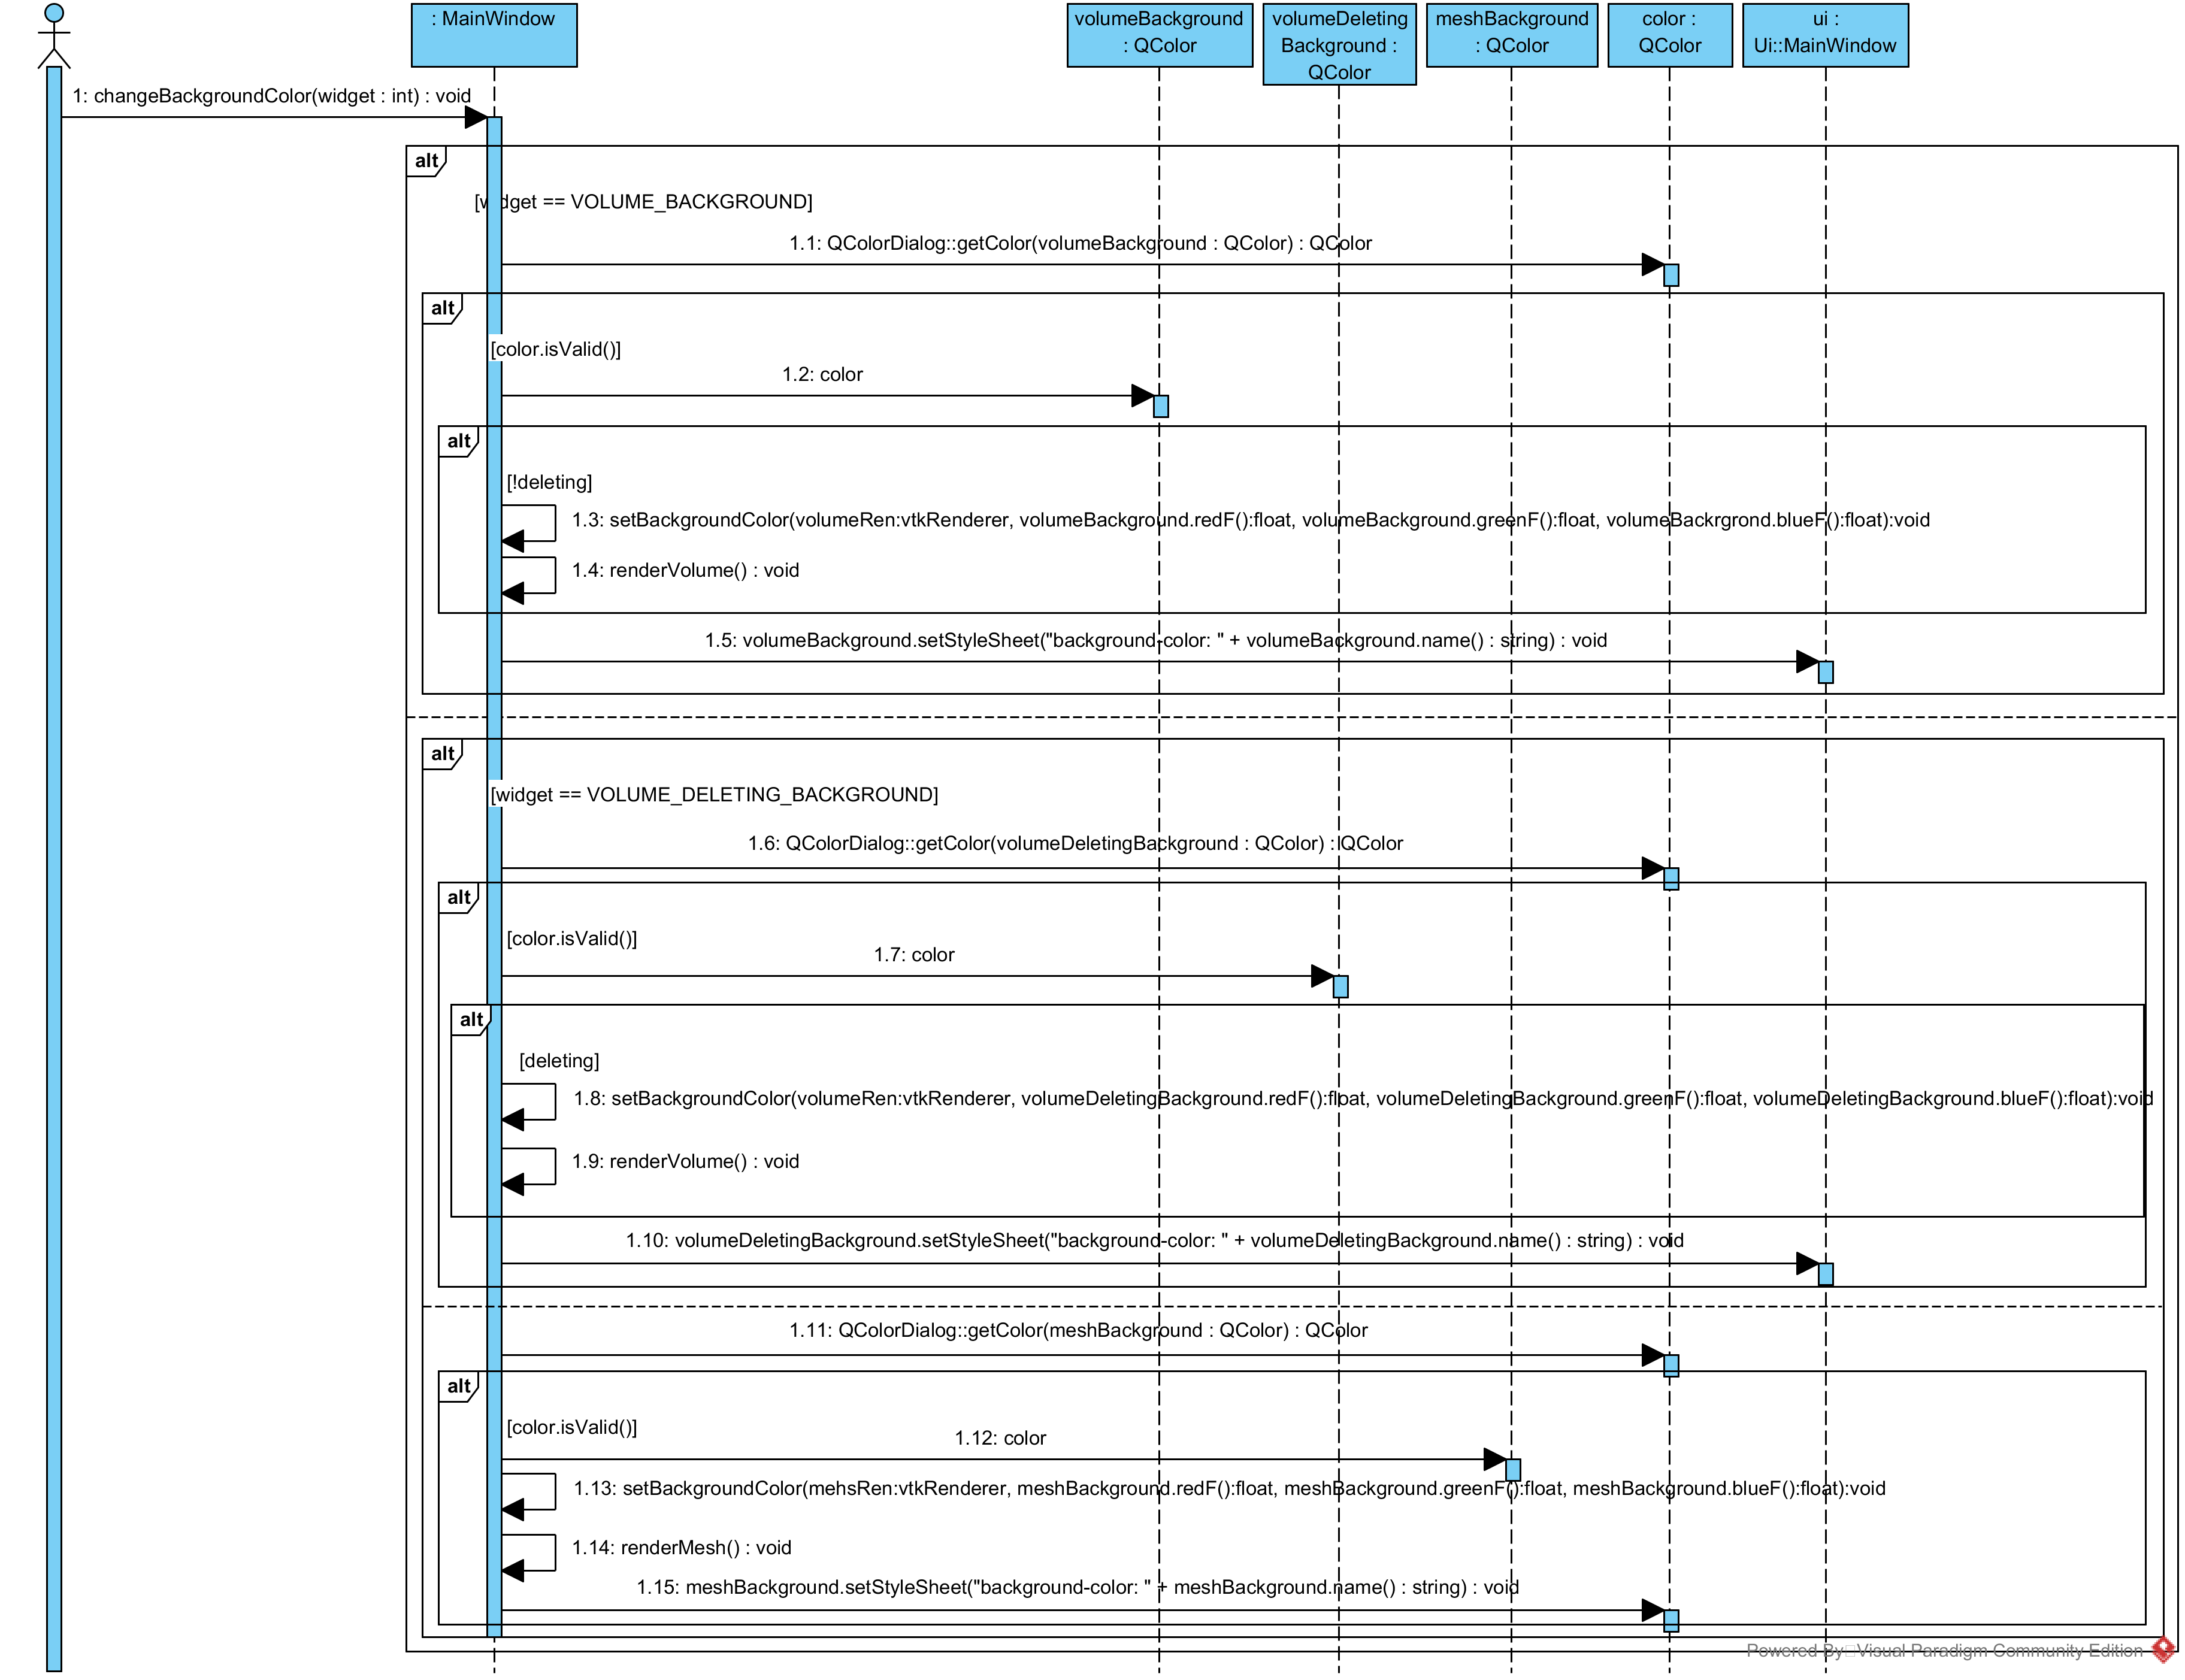 : MainWindow
volumeBackground
: QColor
volumeDeleting
Background :
QColor
meshBackground
: QColor
color :
QColor
ui :
Ui::MainWindow
1: changeBackgroundColor(widget : int) : void
alt
[widget == VOLUME_BACKGROUND]
1.1: QColorDialog::getColor(volumeBackground : QColor) : QColor
alt
[color.isValid()]
1.2: color
alt
[!deleting]
1.3: setBackgroundColor(volumeRen:vtkRenderer, volumeBackground.redF():float, volumeBackground.greenF():float, volumeBackrgrond.blueF():float):void
1.4: renderVolume() : void
1.5: volumeBackground.setStyleSheet("background-color: " + volumeBackground.name() : string) : void
alt
[widget == VOLUME_DELETING_BACKGROUND]
1.6: QColorDialog::getColor(volumeDeletingBackground : QColor) : QColor
alt
[color.isValid()]
1.7: color
alt
[deleting]
1.8: setBackgroundColor(volumeRen:vtkRenderer, volumeDeletingBackground.redF():float, volumeDeletingBackground.greenF():float, volumeDeletingBackground.blueF():float):void
1.9: renderVolume() : void
1.10: volumeDeletingBackground.setStyleSheet("background-color: " + volumeDeletingBackground.name() : string) : void
1.11: QColorDialog::getColor(meshBackground : QColor) : QColor
alt
[color.isValid()]
1.12: color
1.13: setBackgroundColor(mehsRen:vtkRenderer, meshBackground.redF():float, meshBackground.greenF():float, meshBackground.blueF():float):void
1.14: renderMesh() : void
1.15: meshBackground.setStyleSheet("background-color: " + meshBackground.name() : string) : void
Powered By Visual Paradigm Community Edition